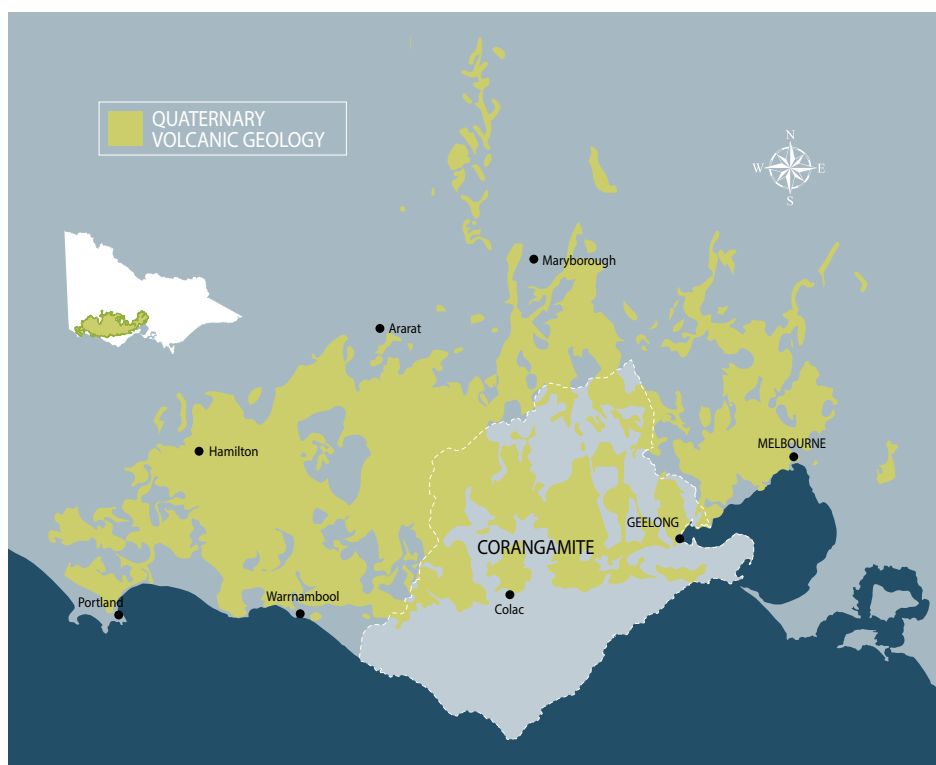 QUATERNARY
VOLCANIC GEOLOGY
N
W E
S
Maryborough
Ararat
Hamilton
MELBOURNE
GEELONG
CORANGAMITE
Portland
Warrnambool
Colac